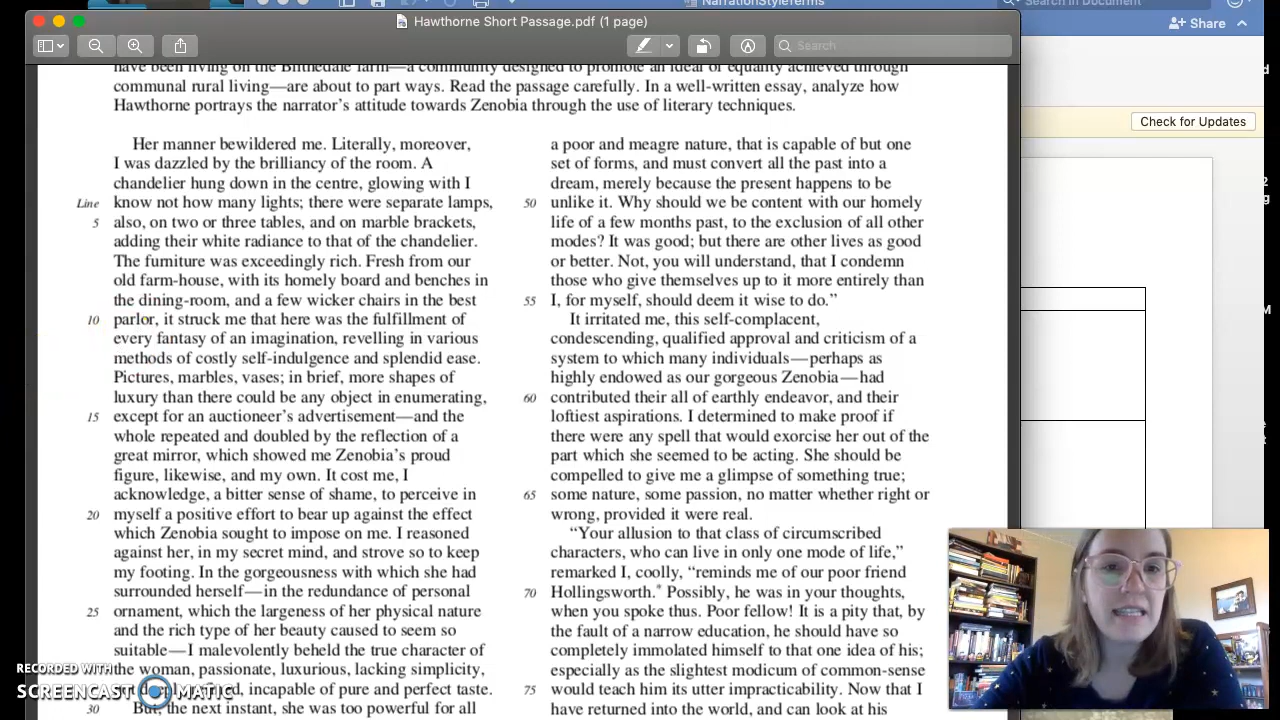 NarrationStyleTerms
Search in Document
Hawthorne Short Passage.pdf (1 page)
Share
Search
Check for Updates
have been living on the Blithedale farm—a community designed to promote an ideal of equality achieved through
communal rural living—are about to part ways. Read the passage carefully. In a well-written essay, analyze how
Hawthorne portrays the narrator's attitude towards Zenobia through the use of literary techniques.
Her manner bewildered me. Literally, moreover,
I was dazzled by the brilliancy of the room. A
chandelier hung down in the centre, glowing with I
Line know not how many lights; there were separate lamps,
5 also, on two or three tables, and on marble brackets,
adding their white radiance to that of the chandelier.
The furniture was exceedingly rich. Fresh from our
old farm-house, with its homely board and benches in
the dining-room, and a few wicker chairs in the best
10 parlor, it struck me that here was the fulfillment of
every fantasy of an imagination, revelling in various
methods of costly self-indulgence and splendid ease.
Pictures, marbles, vases; in brief, more shapes of
luxury than there could be any object in enumerating,
15 except for an auctioneer's advertisement—and the
whole repeated and doubled by the reflection of a
great mirror, which showed me Zenobia's proud
figure, likewise, and my own. It cost me, I
acknowledge, a bitter sense of shame, to perceive in
20 myself a positive effort to bear up against the effect
which Zenobia sought to impose on me. I reasoned
against her, in my secret mind, and strove so to keep
my footing. In the gorgeousness with which she had
surrounded herself—in the redundance of personal
25 ornament, which the largeness of her physical nature
and the rich type of her beauty caused to seem so
suitable—I malevolently beheld the true character of
the woman, passionate, luxurious, lacking simplicity,
incapable of pure and perfect taste.
30 But, the next instant, she was too powerful for all
a poor and meagre nature, that is capable of but one
set of forms, and must convert all the past into a
dream, merely because the present happens to be
50 unlike it. Why should we be content with our homely
life of a few months past, to the exclusion of all other
modes? It was good; but there are other lives as good
or better. Not, you will understand, that I condemn
those who give themselves up to it more entirely than
55 I, for myself, should deem it wise to do."
It irritated me, this self-complacent,
condescending, qualified approval and criticism of a
system to which many individuals—perhaps as
highly endowed as our gorgeous Zenobia—had
60 contributed their all of earthly endeavor, and their
loftiest aspirations. I determined to make proof if
there were any spell that would exorcise her out of the
part which she seemed to be acting. She should be
compelled to give me a glimpse of something true;
65 some nature, some passion, no matter whether right or
wrong, provided it were real.
"Your allusion to that class of circumscribed
characters, who can live in only one mode of life,"
remarked I, coolly, "reminds me of our poor friend
70 Hollingsworth.* Possibly, he was in your thoughts,
when you spoke thus. Poor fellow! It is a pity that, by
the fault of a narrow education, he should have so
completely immolated himself to that one idea of his;
especially as the slightest modicum of common-sense
75 would teach him its utter impracticability. Now that I
have returned into the world, and can look at his
RECORDED WITH
SCREENCAST MATIC